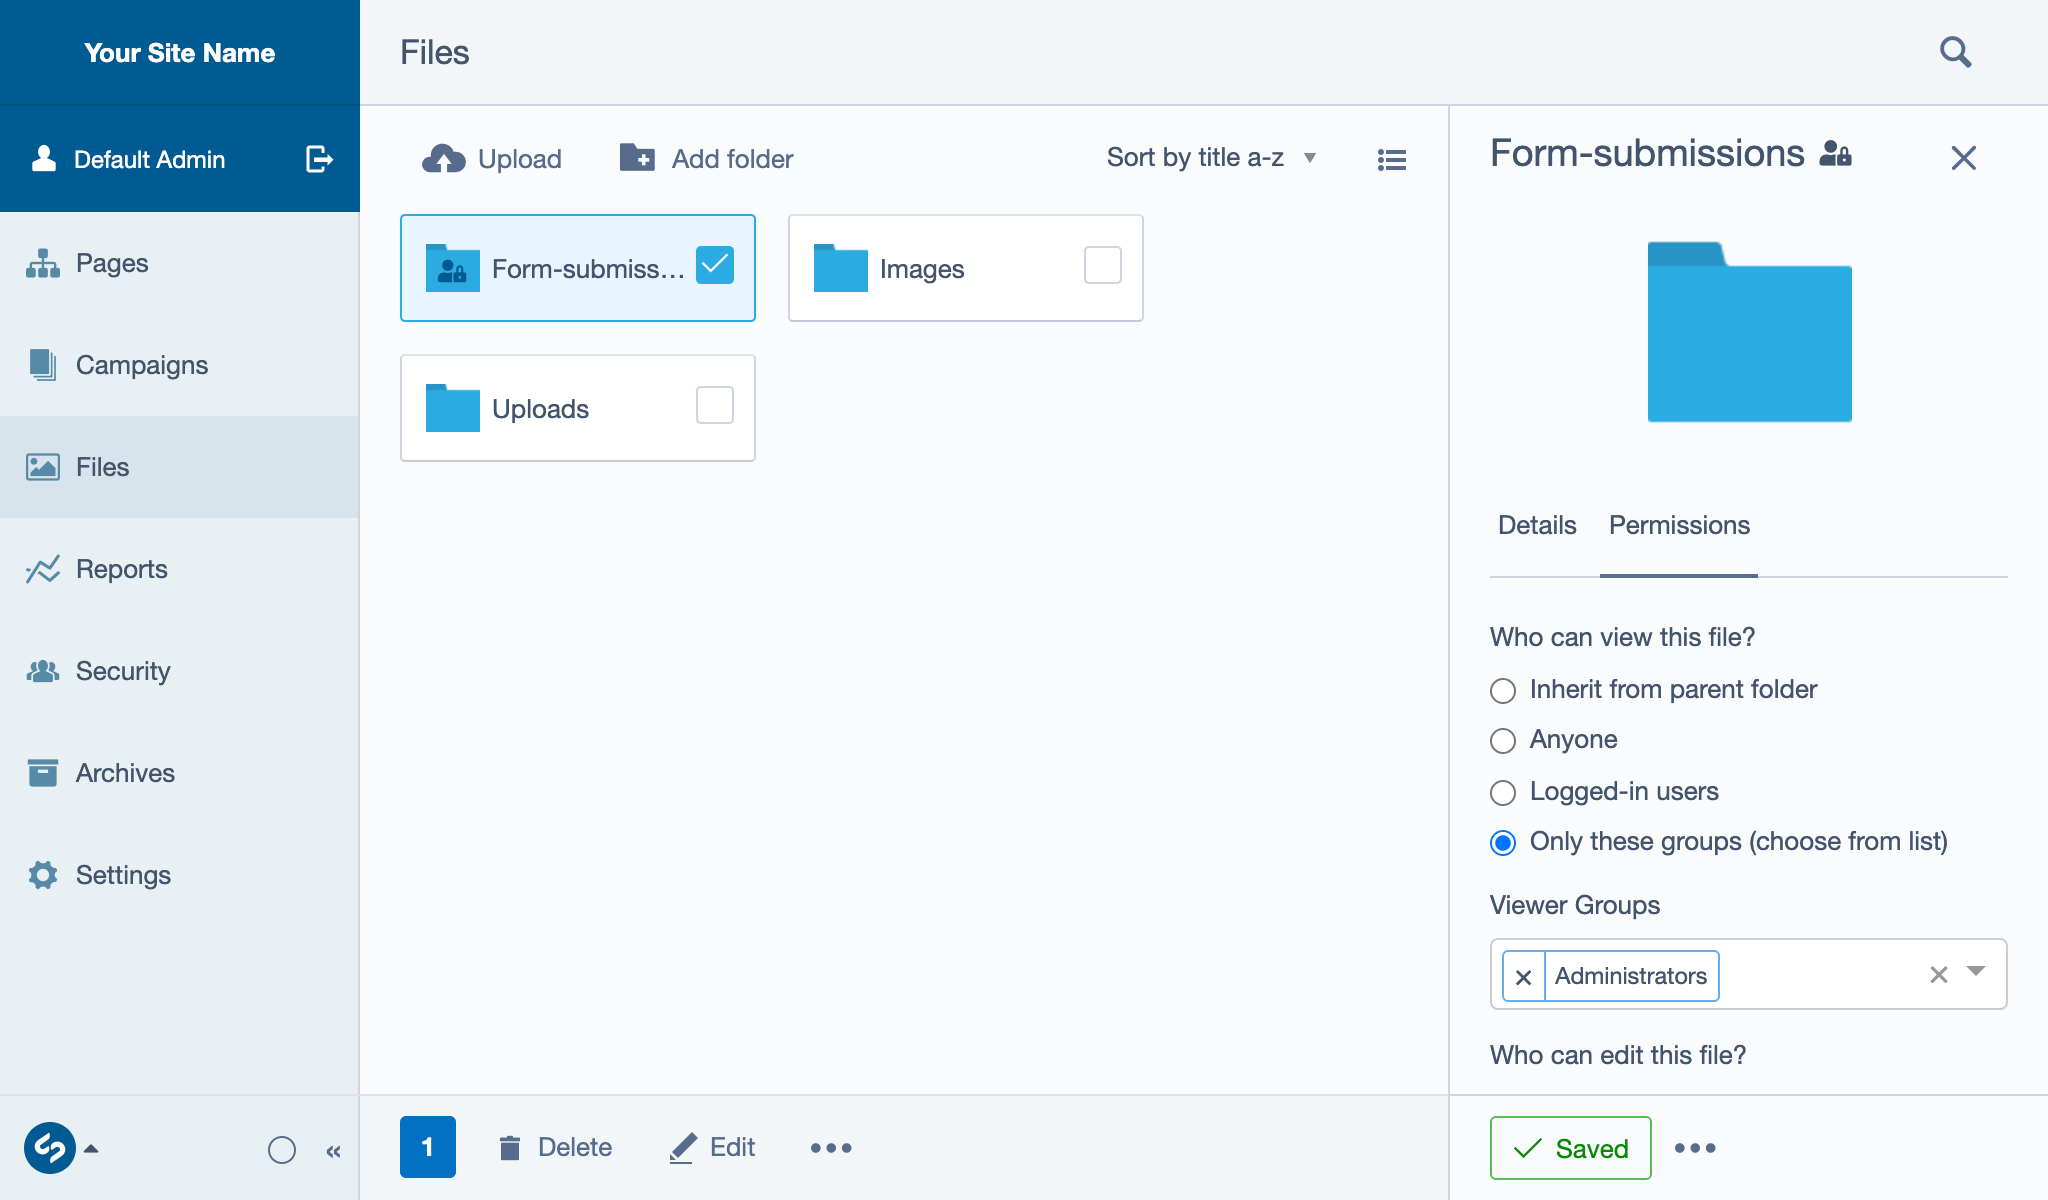 Your Site Name
Files
Default Admin
Upload
Add folder
Sort by title a-z
Form-submissions
Form-submiss...
Images
Uploads
Pages
Campaigns
Files
Reports
Security
Archives
Settings
Details
Permissions
Who can view this file?
Inherit from parent folder
Anyone
Logged-in users
Only these groups (choose from list)
Viewer Groups
Administrators
Who can edit this file?
1
Delete
Edit
Saved